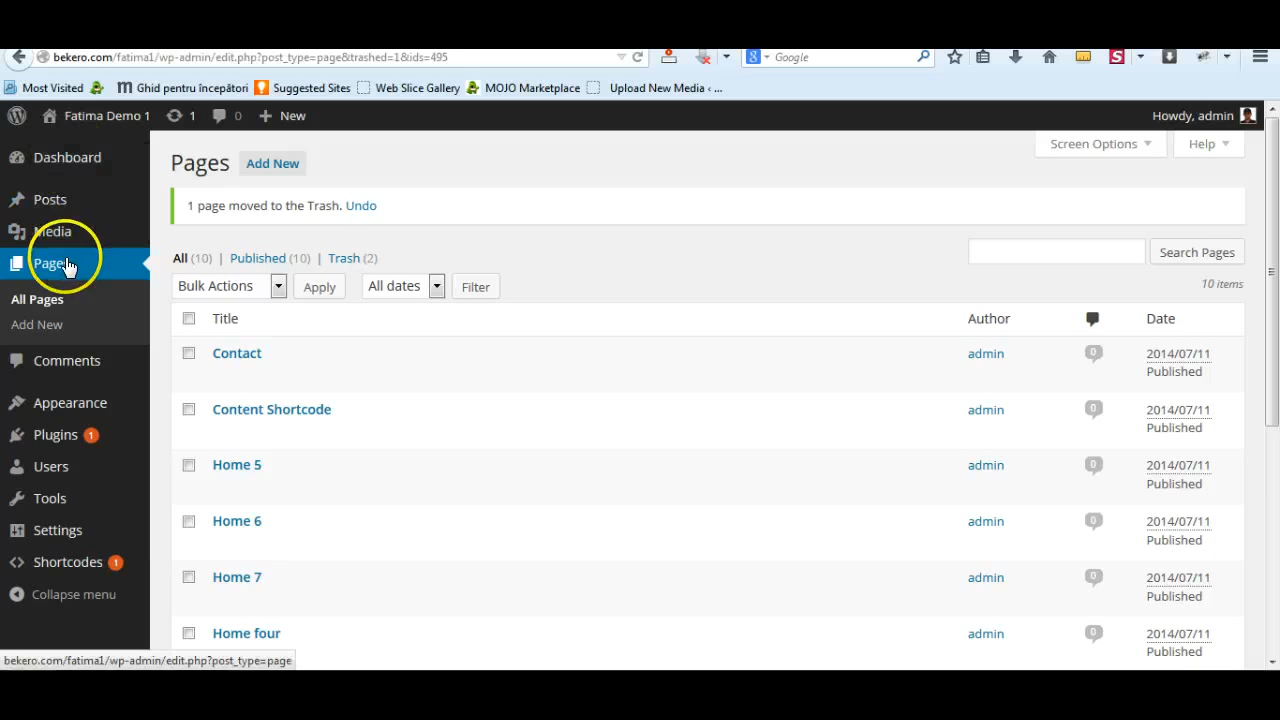 bekero.com/fatima1/wp-admin/edit.php?post_type=page&trashed=1&ids=495
Google
Most Visited
Ghid pentru începători
Suggested Sites
Web Slice Gallery
MOJO Marketplace
Upload New Media ‹ ...
Fatima Demo 1
1
0
New
Howdy, admin
Dashboard
Posts
Media
Pages
All Pages
Add New
Comments
Appearance
Plugins 1
Users
Tools
Settings
Shortcodes 1
Collapse menu
Screen Options
Help
Pages Add New
1 page moved to the Trash. Undo
All (10) | Published (10) | Trash (2)
Search Pages
Bulk Actions Apply All dates Filter
10 items
Title Author Date
Contact admin 0 2014/07/11
Published
Content Shortcode admin 0 2014/07/11
Published
Home 5 admin 0 2014/07/11
Published
Home 6 admin 0 2014/07/11
Published
Home 7 admin 0 2014/07/11
Published
Home four admin 0 2014/07/11
Published
bekero.com/fatima1/wp-admin/edit.php?post_type=page